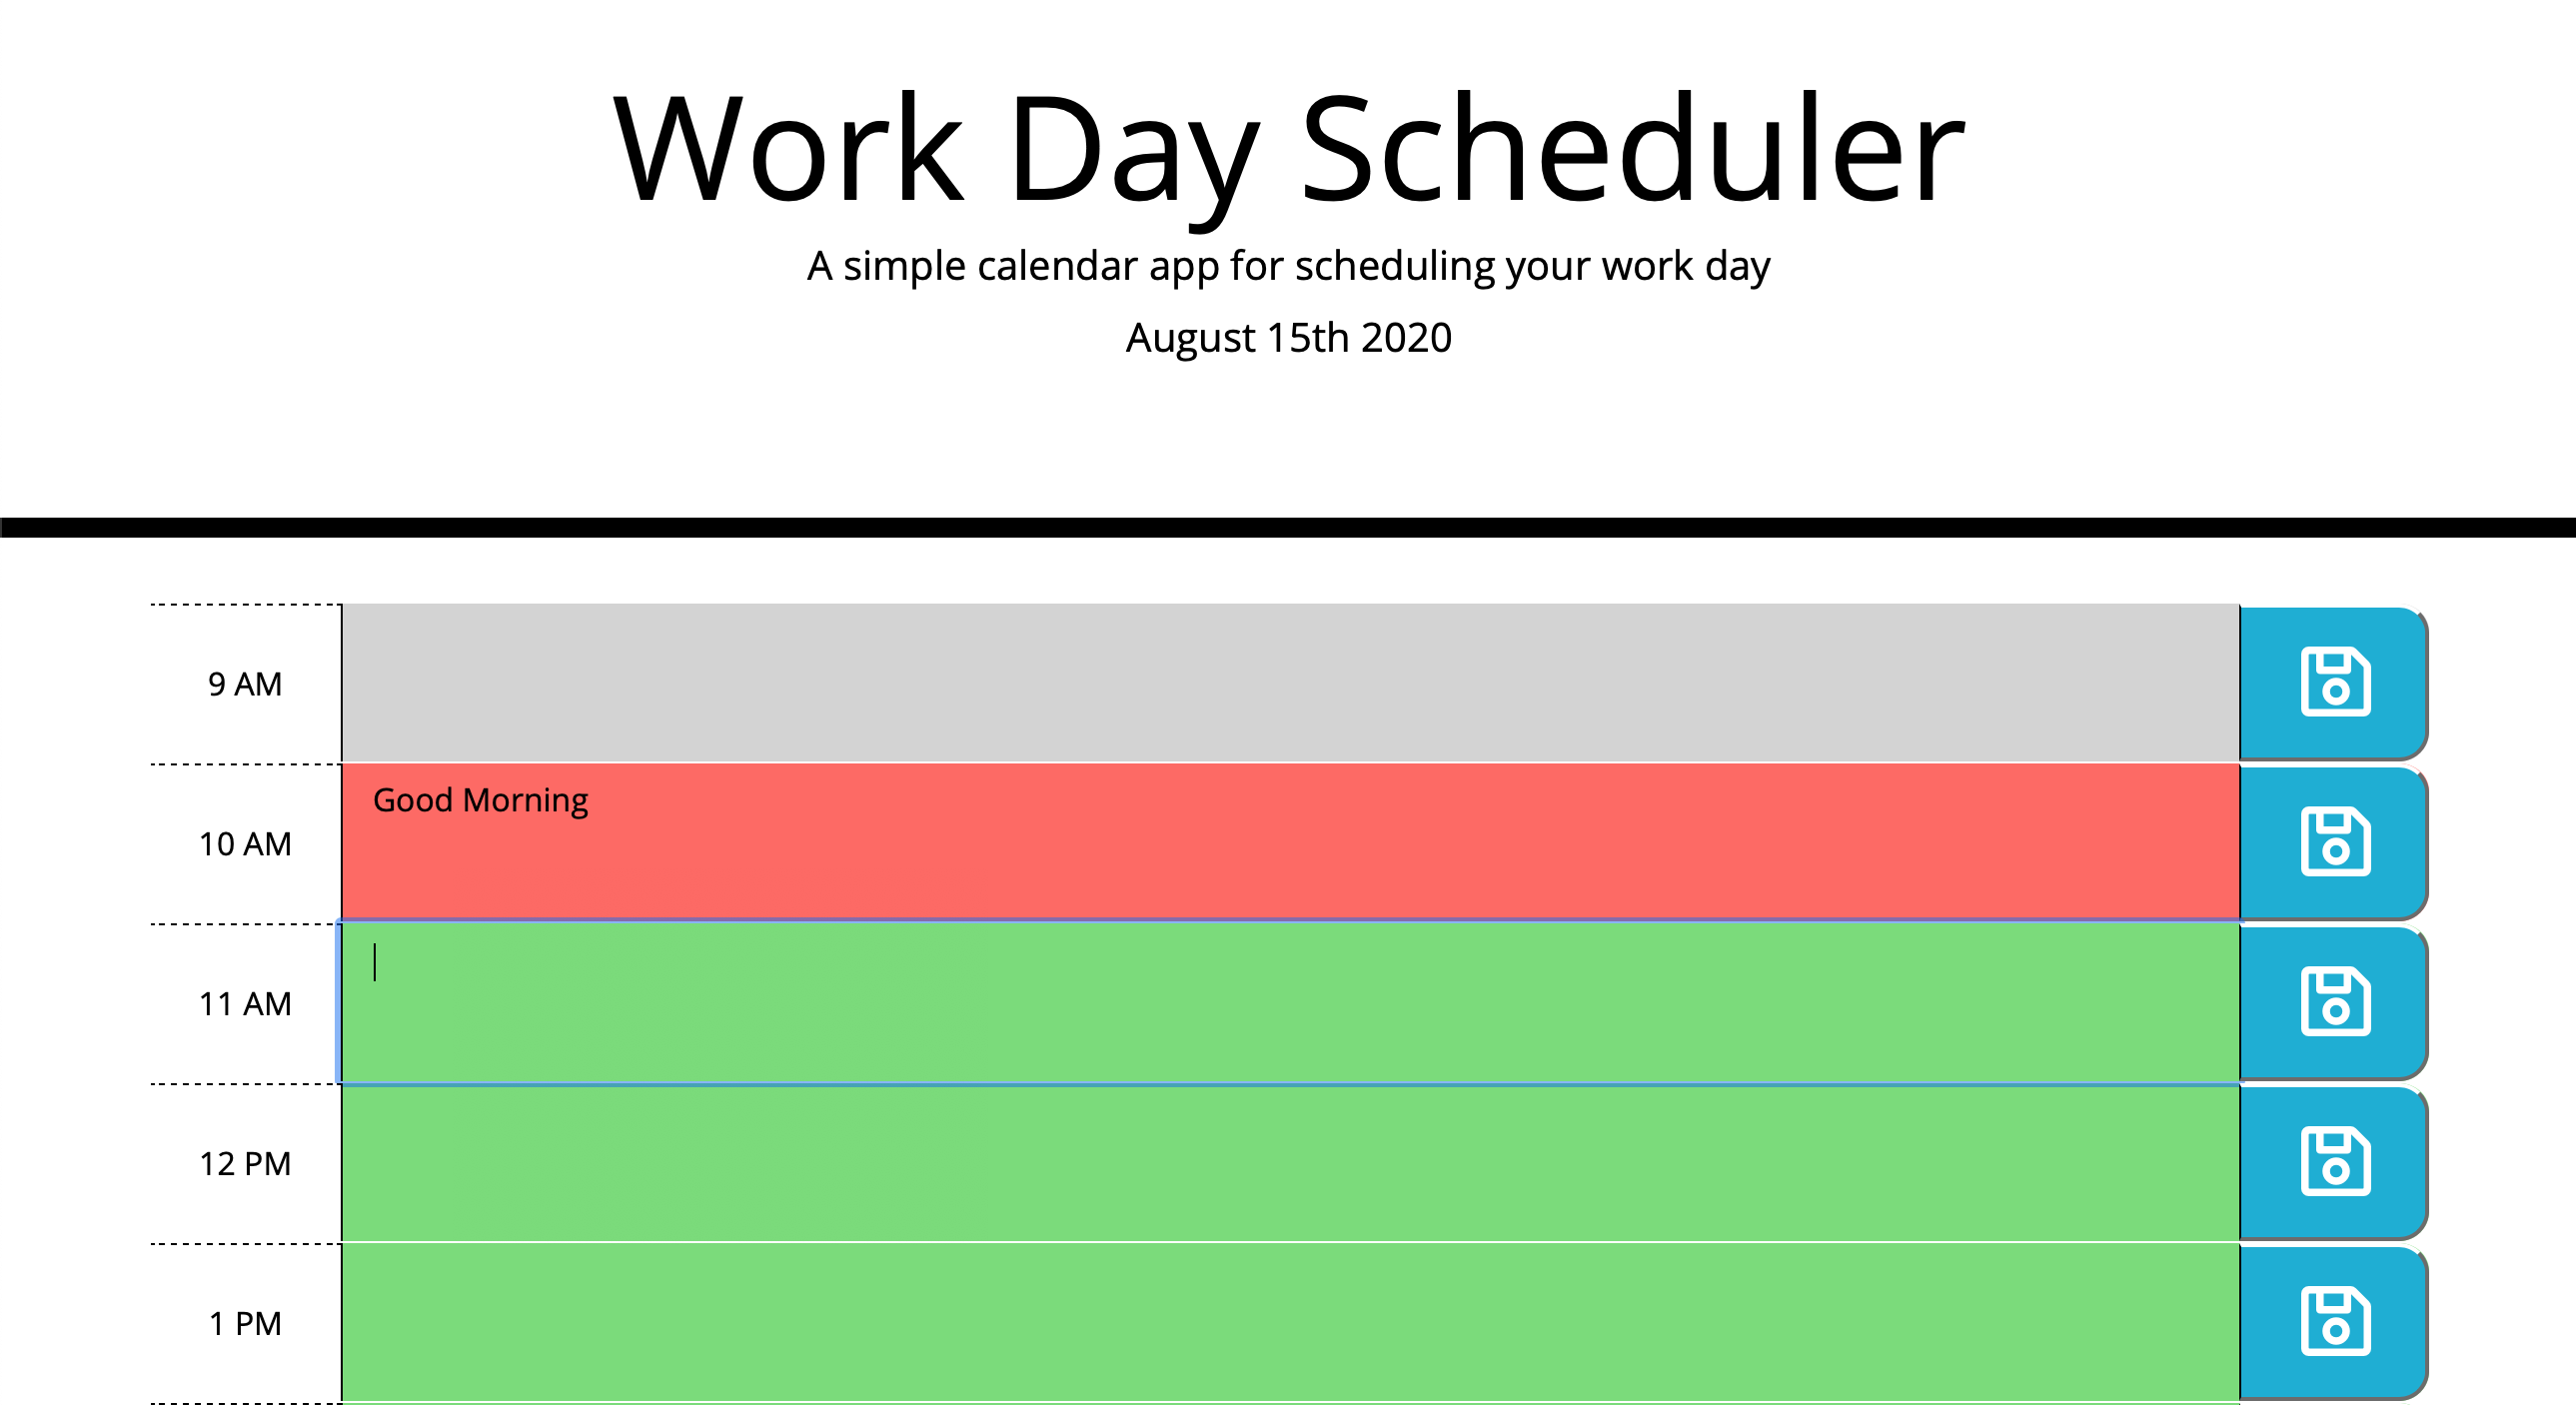 Work Day Scheduler
A simple calendar app for scheduling your work day
August 15th 2020
9 AM
Good Morning
10 AM
11 AM
12 PM
1 PM